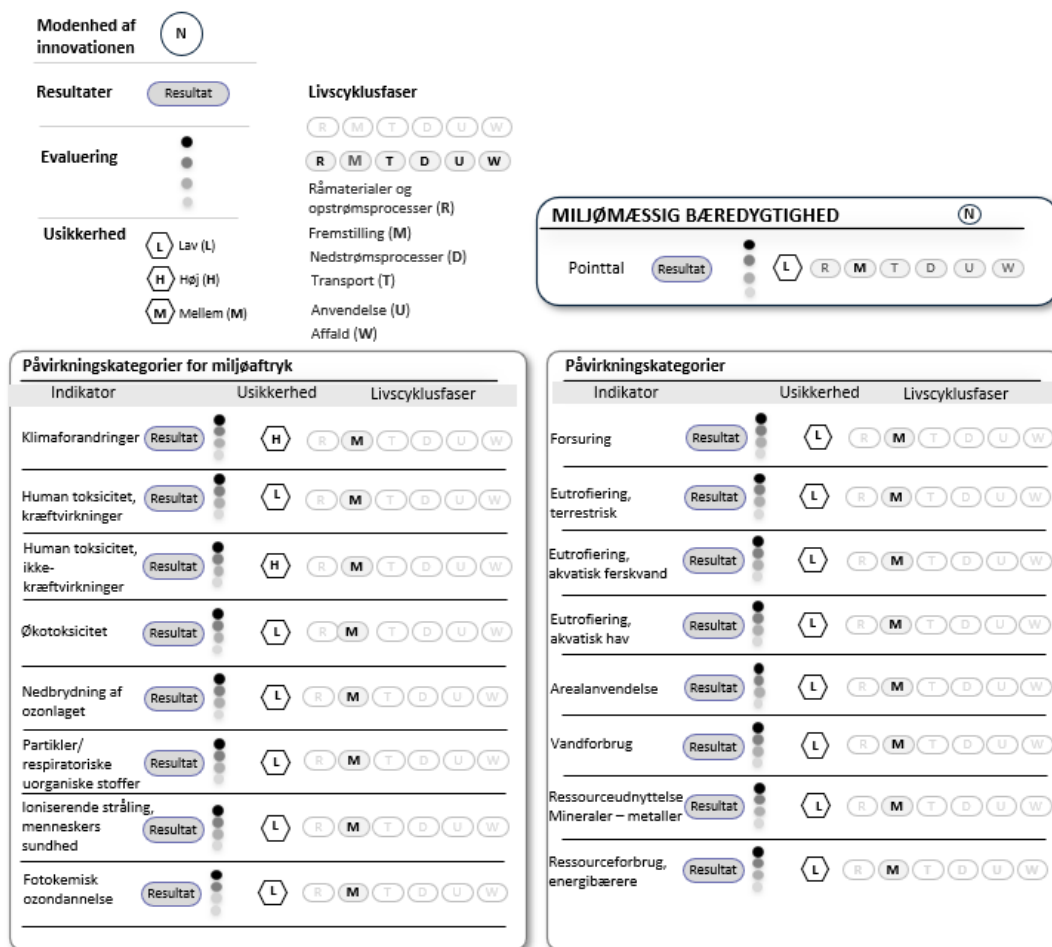 Modenhed af
innovationen
N
Resultater
Resultat
Evaluering
Usikkerhed
L Lav (L)
H Høj (H)
M Mellem (M)
Livscyklusfaser
R M T D U W
R M T D U W
Råmaterialer og
opstrømsprocesser (R)
Fremstilling (M)
Nedstrømsprocesser (D)
Transport (T)
Anvendelse (U)
Affald (W)
MILJØMÆSSIG BÆREDYGTIGHED N
Pointtal Resultat L R M T D U W
Påvirkningskategorier for miljøaftryk
Indikator Usikkerhed Livscyklusfaser
Klimaforandringer Resultat H R M T D U W
Human toksicitet,
kræftvirkninger
Resultat L R M T D U W
Human toksicitet,
ikke-
kræftvirkninger
Resultat H R M T D U W
Økotoksicitet Resultat L R M T D U W
Nedbrydning af
ozonlaget
Resultat L R M T D U W
Partikler/
respiratoriske
uorganiske stoffer
Resultat L R M T D U W
Ioniserende stråling,
menneskers
sundhed
Resultat L R M T D U W
Fotokemisk
ozondannelse
Resultat L R M T D U W
Påvirkningskategorier
Indikator Usikkerhed Livscyklusfaser
Forsuring Resultat L R M T D U W
Eutrofiering,
terrestrisk
Resultat L R M T D U W
Eutrofiering,
akvatisk ferskvand
Resultat L R M T D U W
Eutrofiering,
akvatisk hav
Resultat L R M T D U W
Arealanvendelse Resultat L R M T D U W
Vandforbrug Resultat L R M T D U W
Ressourceudnyttelse
Mineraler – metaller
Resultat L R M T D U W
Ressourceforbrug,
energibærere
Resultat L R M T D U W